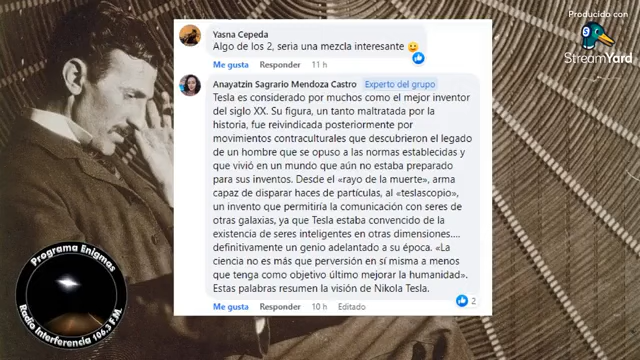 Producido con
StreamYard
Yasna Cepeda
Algo de los 2, seria una mezcla interesante
Me gusta Responder 11 h
Anayatzin Sagrario Mendoza Castro Experto del grupo
Tesla es considerado por muchos como el mejor inventor
del siglo XX. Su figura, un tanto maltratada por la
historia, fue reivindicada posteriormente por
movimientos contraculturales que descubrieron el legado
de un hombre que se opuso a las normas establecidas y
que vivió en un mundo que aún no estaba preparado
para sus inventos. Desde el «rayo de la muerte», arma
capaz de disparar haces de partículas, al «teslascopio»,
un invento que permitiría la comunicación con seres de
otras galaxias, ya que Tesla estaba convencido de la
existencia de seres inteligentes en otras dimensiones....
definitivamente un genio adelantado a su época. «La
ciencia no es más que perversión en sí misma a menos
que tenga como objetivo último mejorar la humanidad».
Estas palabras resumen la visión de Nikola Tesla.
2
Me gusta Responder 10 h Editado
Programa Enigmas
Radio Interferencia 106.3 F.M